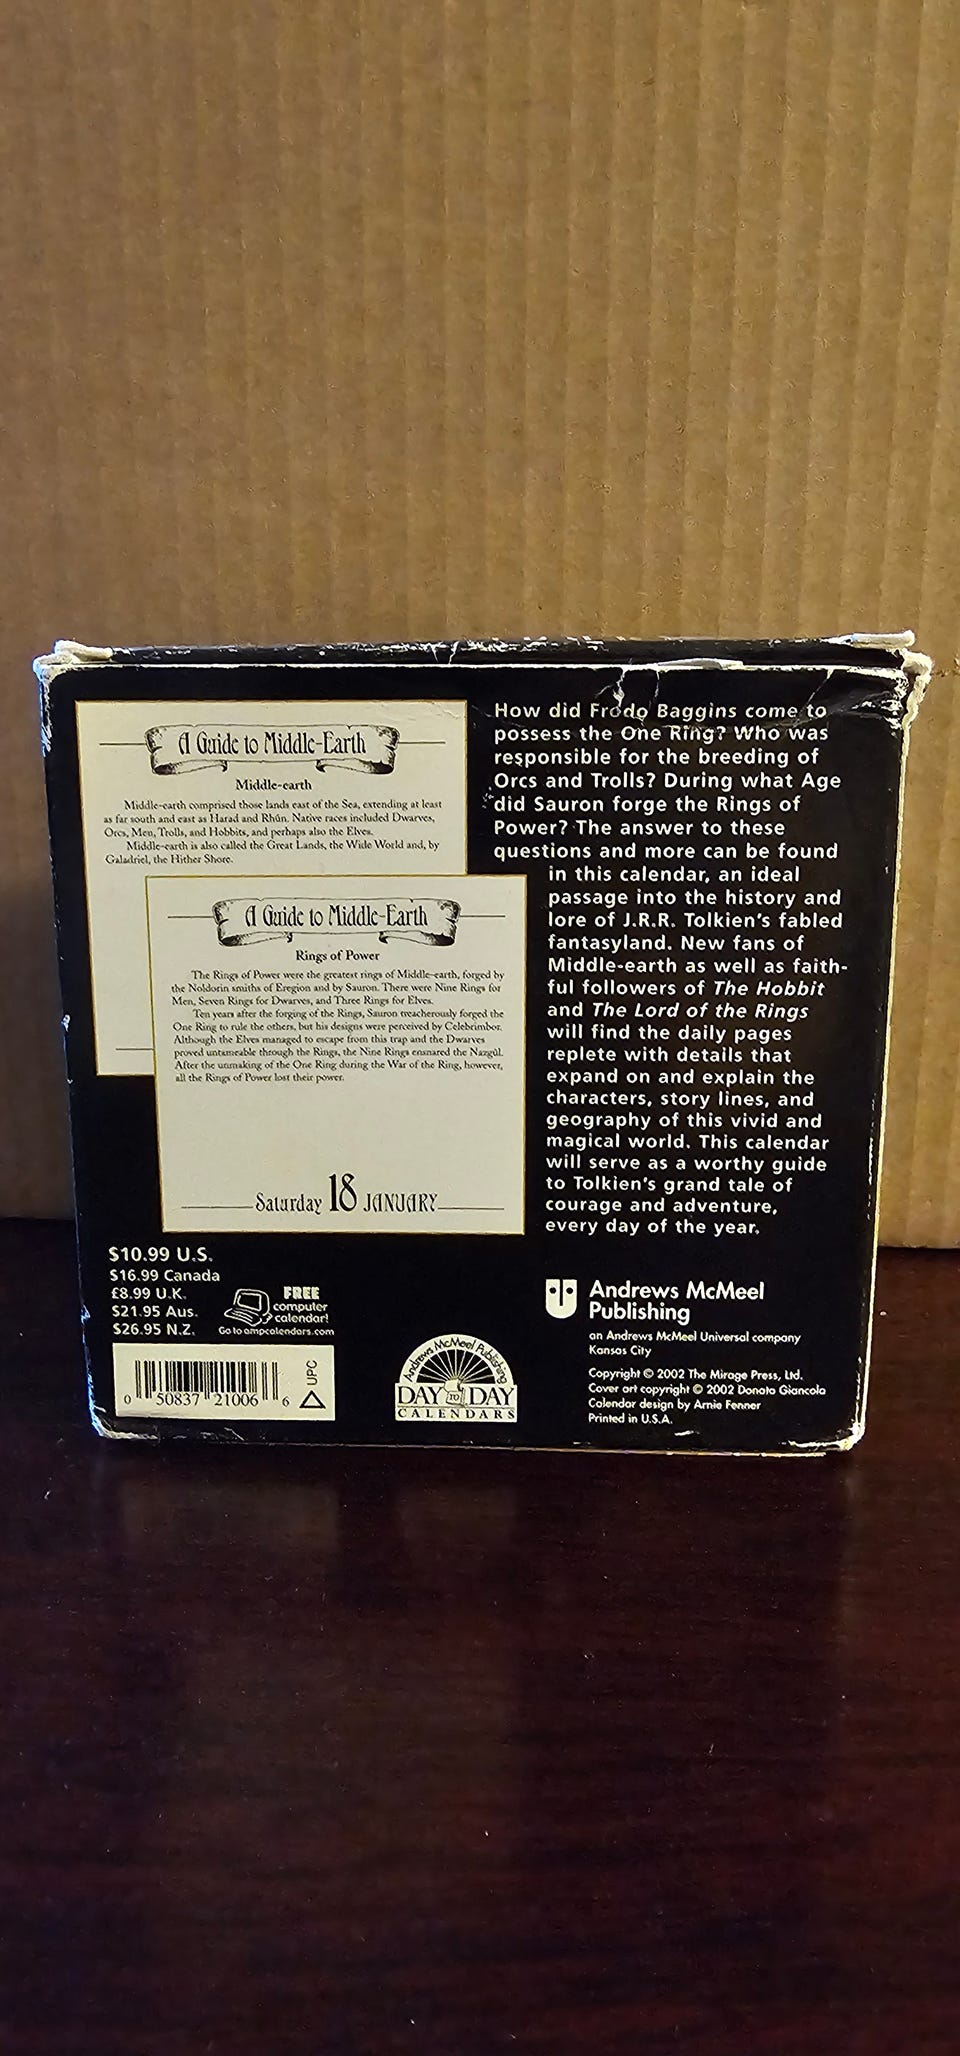 A Guide to Middle-Earth
Middle-earth
Middle-earth comprised those lands east of the Sea, extending at least
as far south and east as Harad and Rhûn. Native races included Dwarves,
Orcs, Men, Trolls, and Hobbits, and perhaps also the Elves.
Middle-earth is also called the Great Lands, the Wide World and, by
Galadriel, the Hither Shore.
A Guide to Middle-Earth
Rings of Power
The Rings of Power were the greatest rings of Middle-earth, forged by
the Noldorin smiths of Eregion and by Sauron. There were Nine Rings for
Men, Seven Rings for Dwarves, and Three Rings for Elves.
Ten years after the forging of the Rings, Sauron treacherously forged the
One Ring to rule the others, but his designs were perceived by Celebrimbor.
Although the Elves managed to escape from this trap and the Dwarves
proved untameable through the Rings, the Nine Rings ensnared the Nazgûl.
After the unmaking of the One Ring during the War of the Ring, however,
all the Rings of Power lost their power.
Saturday 18 JANUARY
How did Frodo Baggins come to
possess the One Ring? Who was
responsible for the breeding of
Orcs and Trolls? During what Age
did Sauron forge the Rings of
Power? The answer to these
questions and more can be found
in this calendar, an ideal
passage into the history and
lore of J.R.R. Tolkien's fabled
fantasyland. New fans of
Middle-earth as well as faith-
ful followers of The Hobbit
and The Lord of the Rings
will find the daily pages
replete with details that
expand on and explain the
characters, story lines, and
geography of this vivid and
magical world. This calendar
will serve as a worthy guide
to Tolkien's grand tale of
courage and adventure,
every day of the year.
$10.99 U.S.
$16.99 Canada
£8.99 U.K.
$21.95 Aus.
$26.95 N.Z.
FREE
computer
calendar!
Go to ampcalendars.com
0 50837 21006 6
UPC
Andrews McMeel Publishing
DAY TO DAY
CALENDARS
Andrews McMeel
Publishing
an Andrews McMeel Universal company
Kansas City
Copyright © 2002 The Mirage Press, Ltd.
Cover art copyright © 2002 Donato Giancola
Calendar design by Arnie Fenner
Printed in U.S.A.